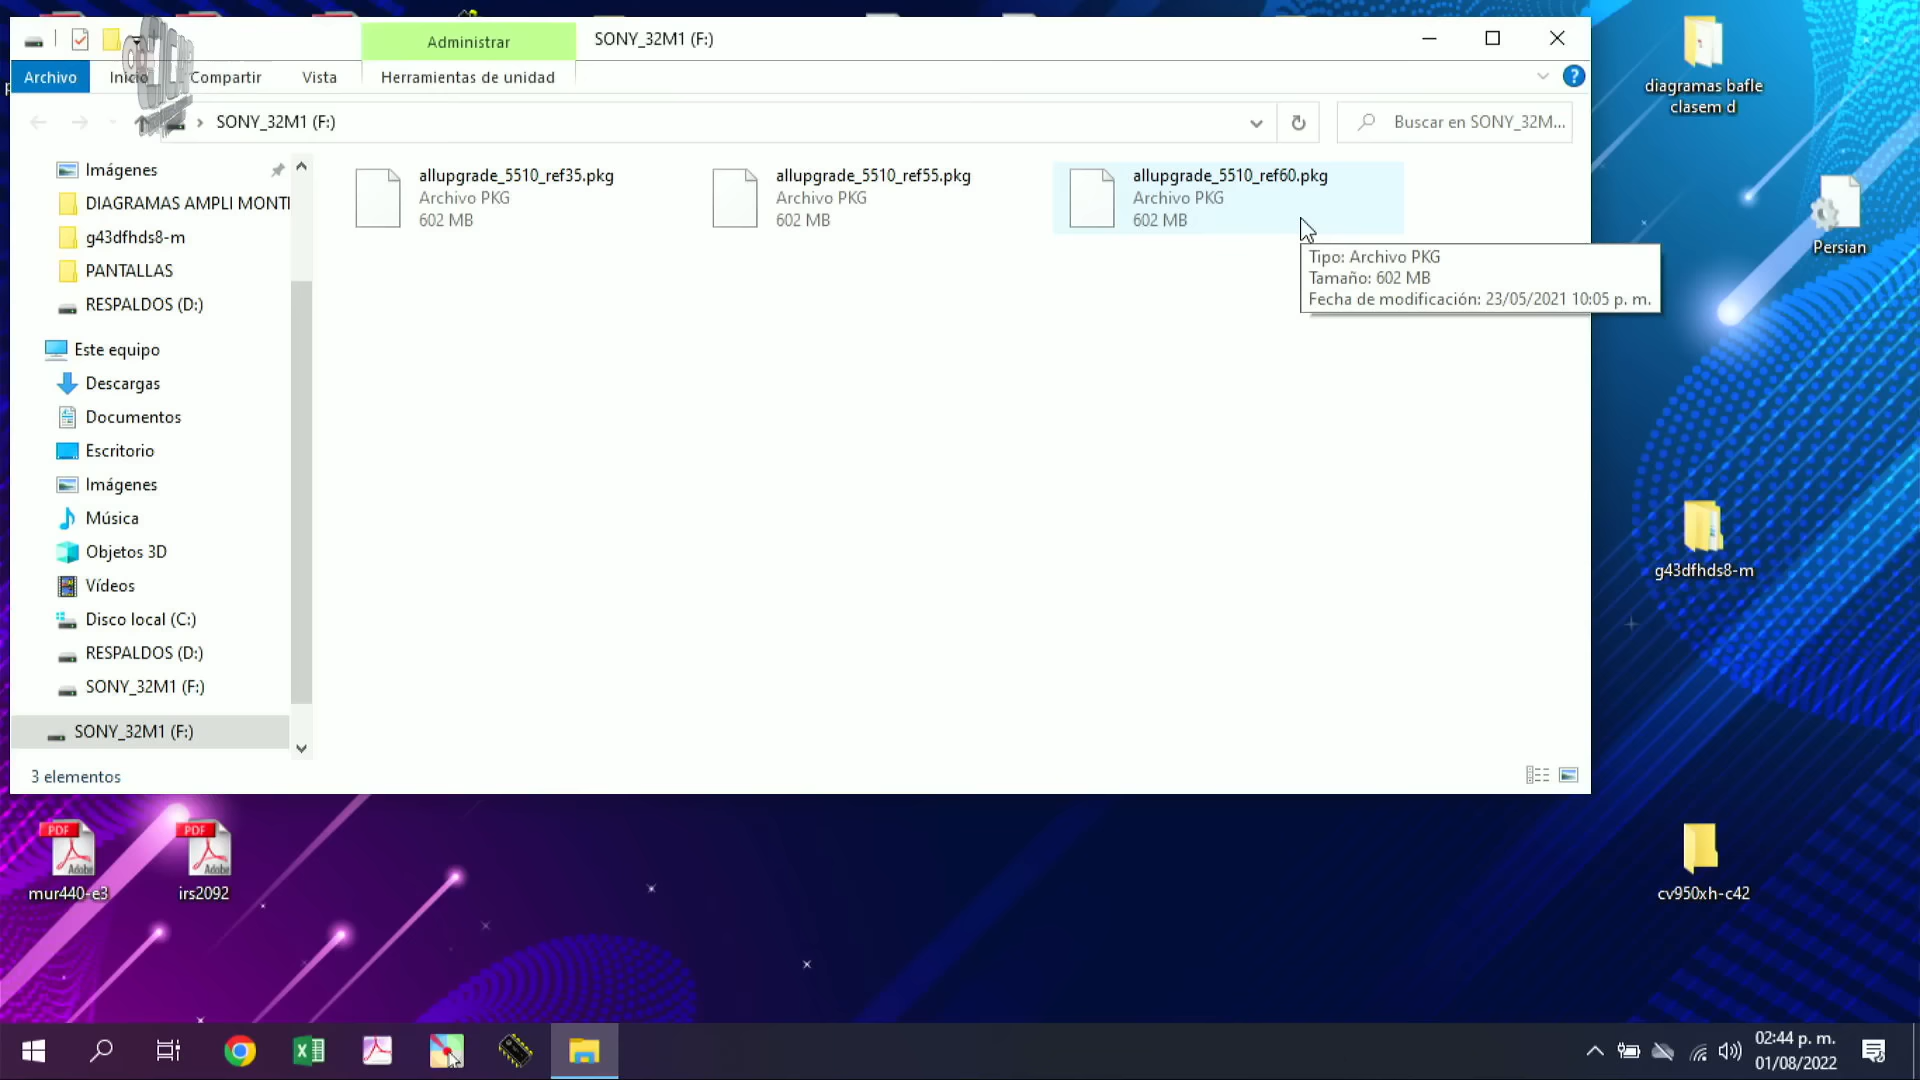 Administrar
SONY_32M1 (F:)
Archivo
Inicio
Compartir
Vista
Herramientas de unidad
SONY_32M1 (F:)
Buscar en SONY_32M...
Imágenes
DIAGRAMAS AMPLI MONTI
g43dfhds8-m
PANTALLAS
RESPALDOS (D:)
Este equipo
Descargas
Documentos
Escritorio
Imágenes
Música
Objetos 3D
Vídeos
Disco local (C:)
RESPALDOS (D:)
SONY_32M1 (F:)
SONY_32M1 (F:)
allupgrade_5510_ref35.pkg
Archivo PKG
602 MB
allupgrade_5510_ref55.pkg
Archivo PKG
602 MB
allupgrade_5510_ref60.pkg
Archivo PKG
602 MB
Tipo: Archivo PKG
Tamaño: 602 MB
Fecha de modificación: 23/05/2021 10:05 p. m.
3 elementos
diagramas bafle
clasem d
Persian
g43dfhds8-m
cv950xh-c42
PDF
Adobe
mur440-e3
PDF
Adobe
irs2092
02:44 p. m.
01/08/2022